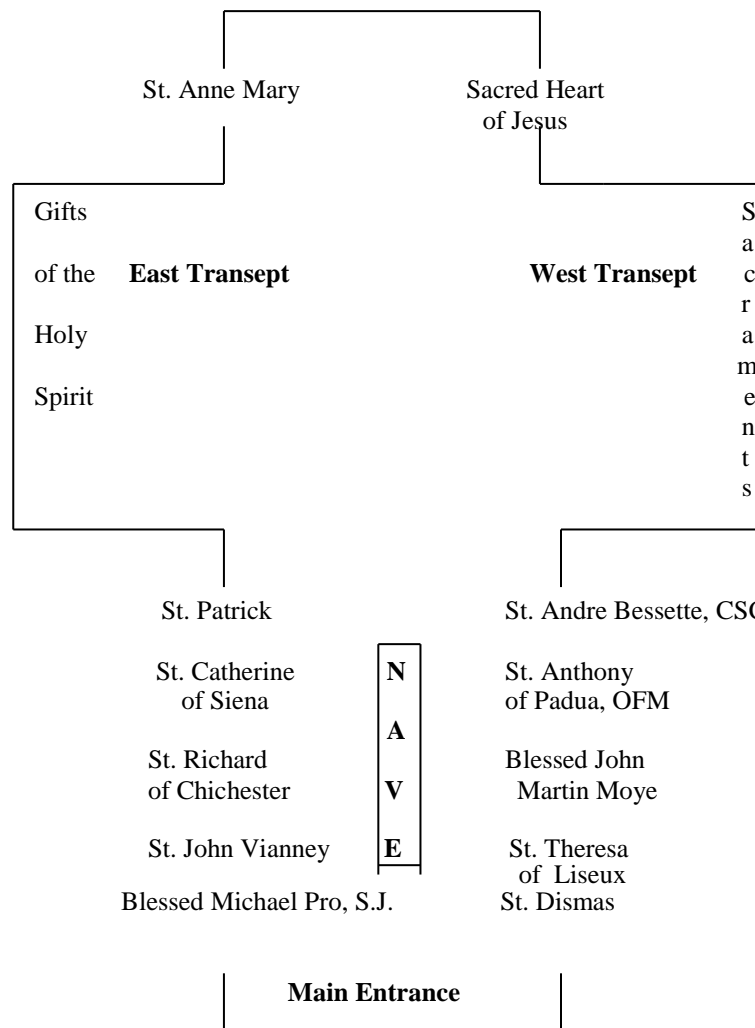 St. Anne Mary
Sacred Heart
of Jesus
Gifts
of the
Holy
Spirit
East Transept
West Transept
Sacraments
St. Patrick
St. Andre Bessette, CSC
St. Catherine
of Siena
St. Anthony
of Padua, OFM
NAVE
St. Richard
of Chichester
Blessed John
Martin Moye
St. John Vianney
St. Theresa
of Liseux
Blessed Michael Pro, S.J.
St. Dismas
Main Entrance